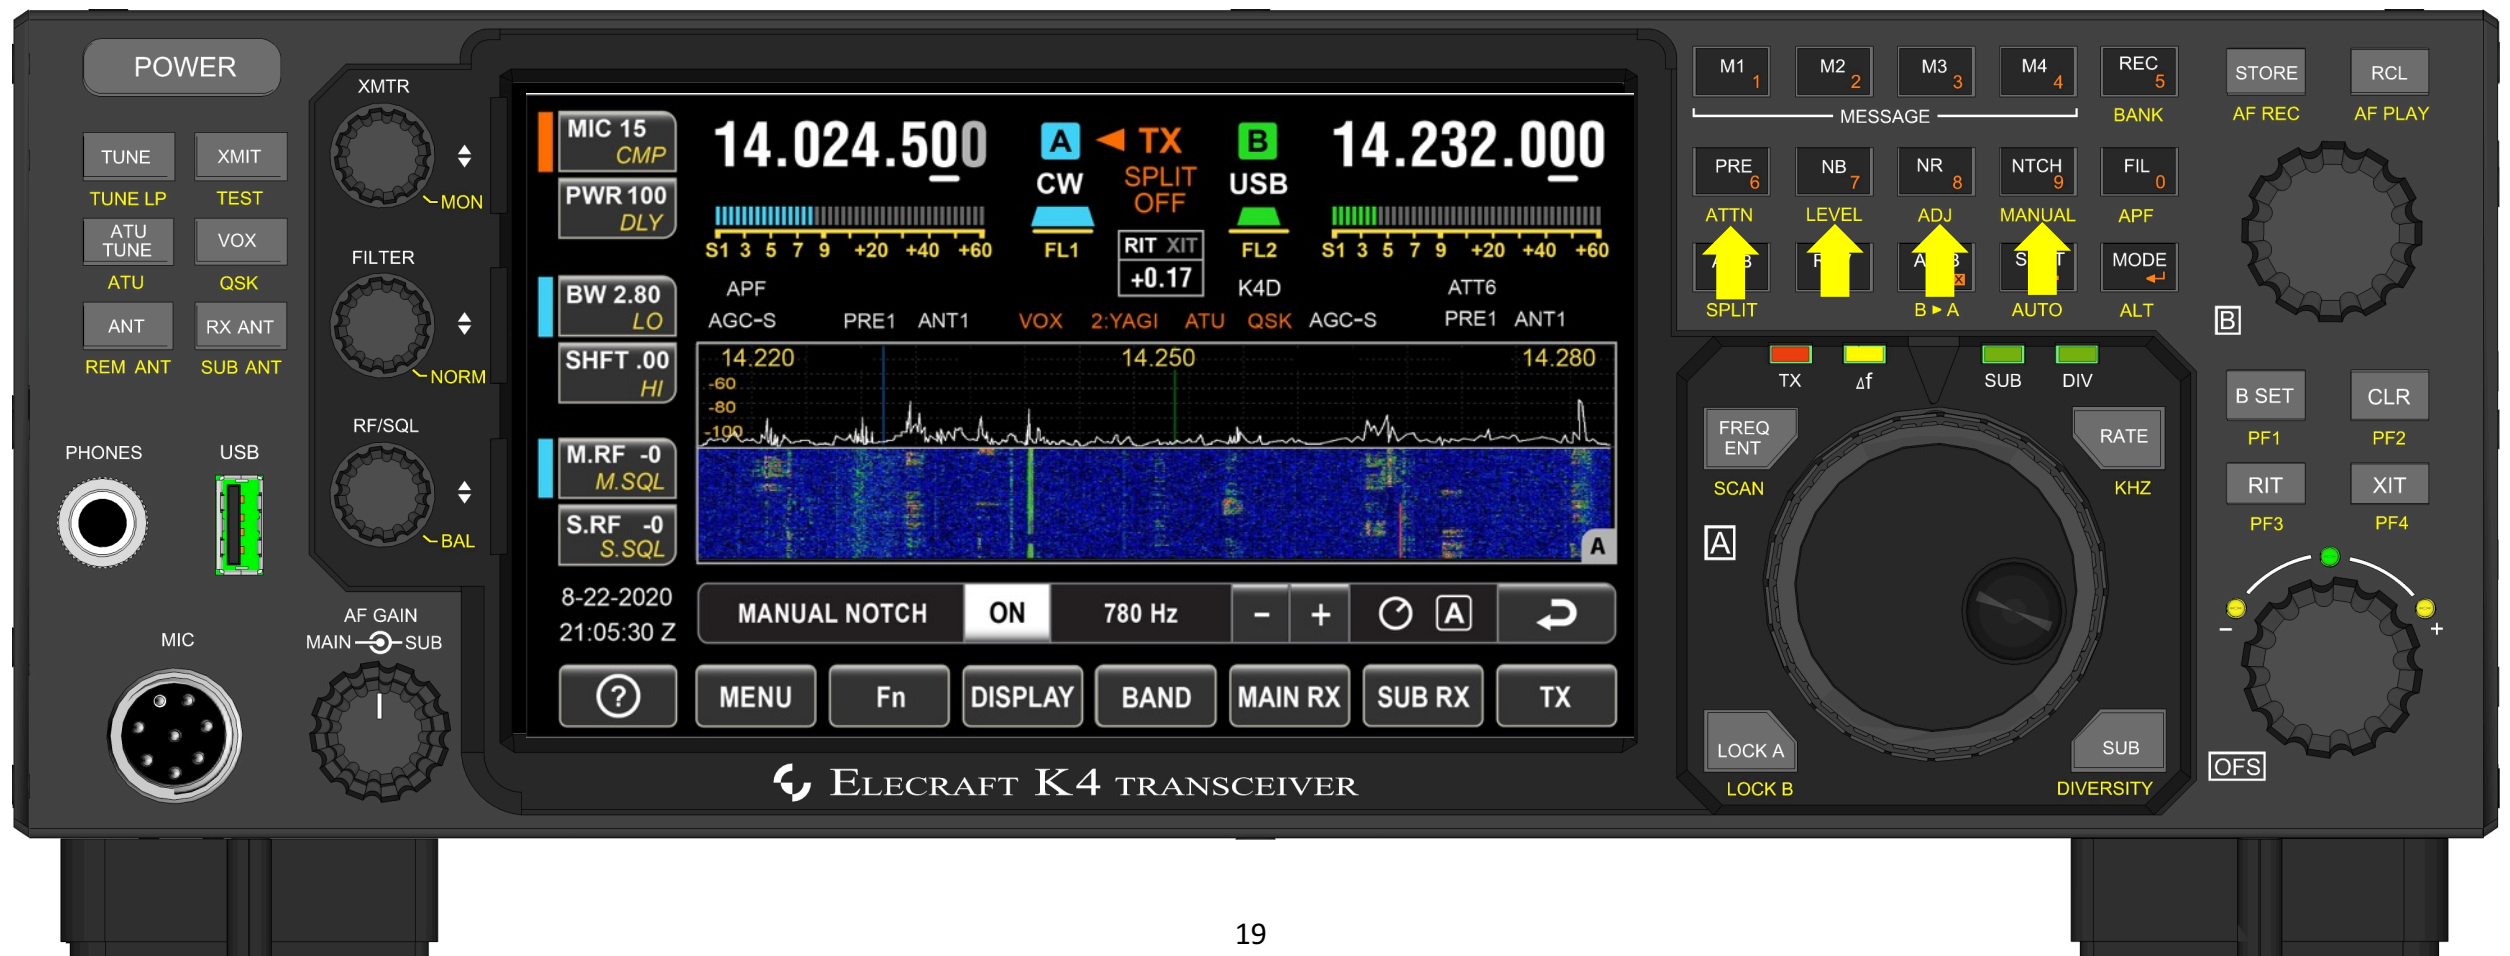 POWER
TUNE XMIT
TUNE LP TEST
ATU TUNE VOX
ATU QSK
ANT RX ANT
REM ANT SUB ANT
PHONES USB
MIC
XMTR
MON
FILTER
NORM
RF/SQL
BAL
AF GAIN
MAIN SUB
MIC 15
CMP
PWR 100
DLY
BW 2.80
LO
SHFT .00
HI
M.RF -0
M.SQL
S.RF -0
S.SQL
8-22-2020
21:05:30 Z
14.024.500 A ◄ TX B 14.232.000
CW SPLIT OFF USB
S1 3 5 7 9 +20 +40 +60 FL1 RIT XIT FL2 S1 3 5 7 9 +20 +40 +60
+0.17
APF K4D ATT6
AGC-S PRE1 ANT1 VOX 2:YAGI ATU QSK AGC-S PRE1 ANT1
14.220 14.250 14.280
-60
-80
-100
A
MANUAL NOTCH ON 780 Hz - + A
? MENU Fn DISPLAY BAND MAIN RX SUB RX TX
ELECRAFT K4 TRANSCEIVER
M1 1 M2 2 M3 3 M4 4 REC 5
MESSAGE BANK
PRE 6 NB 7 NR 8 NTCH 9 FIL 0
ATTN LEVEL ADJ MANUAL APF
MODE
SPLIT B ► A AUTO ALT
TX Δf SUB DIV
FREQ ENT RATE
SCAN KHZ
A
LOCK A SUB
LOCK B DIVERSITY
STORE RCL
AF REC AF PLAY
B
B SET CLR
PF1 PF2
RIT XIT
PF3 PF4
- +
OFS
19